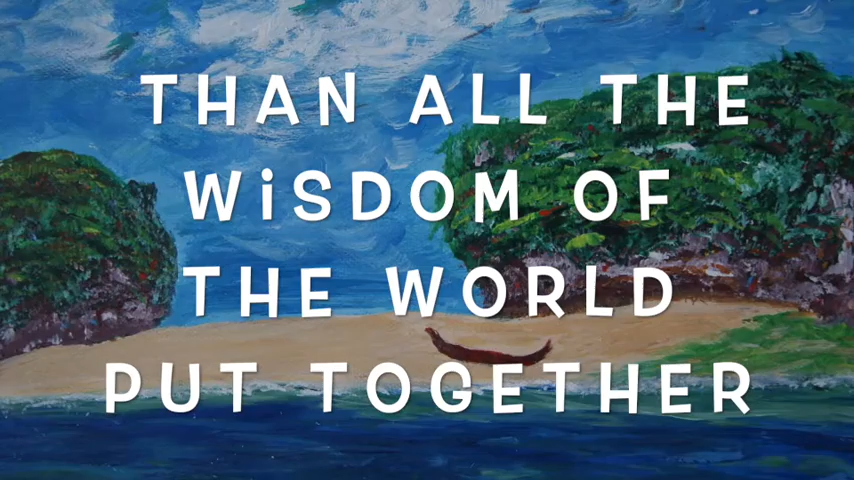 THAN ALL THE
WiSDOM OF
THE WORLD
PUT TOGETHER